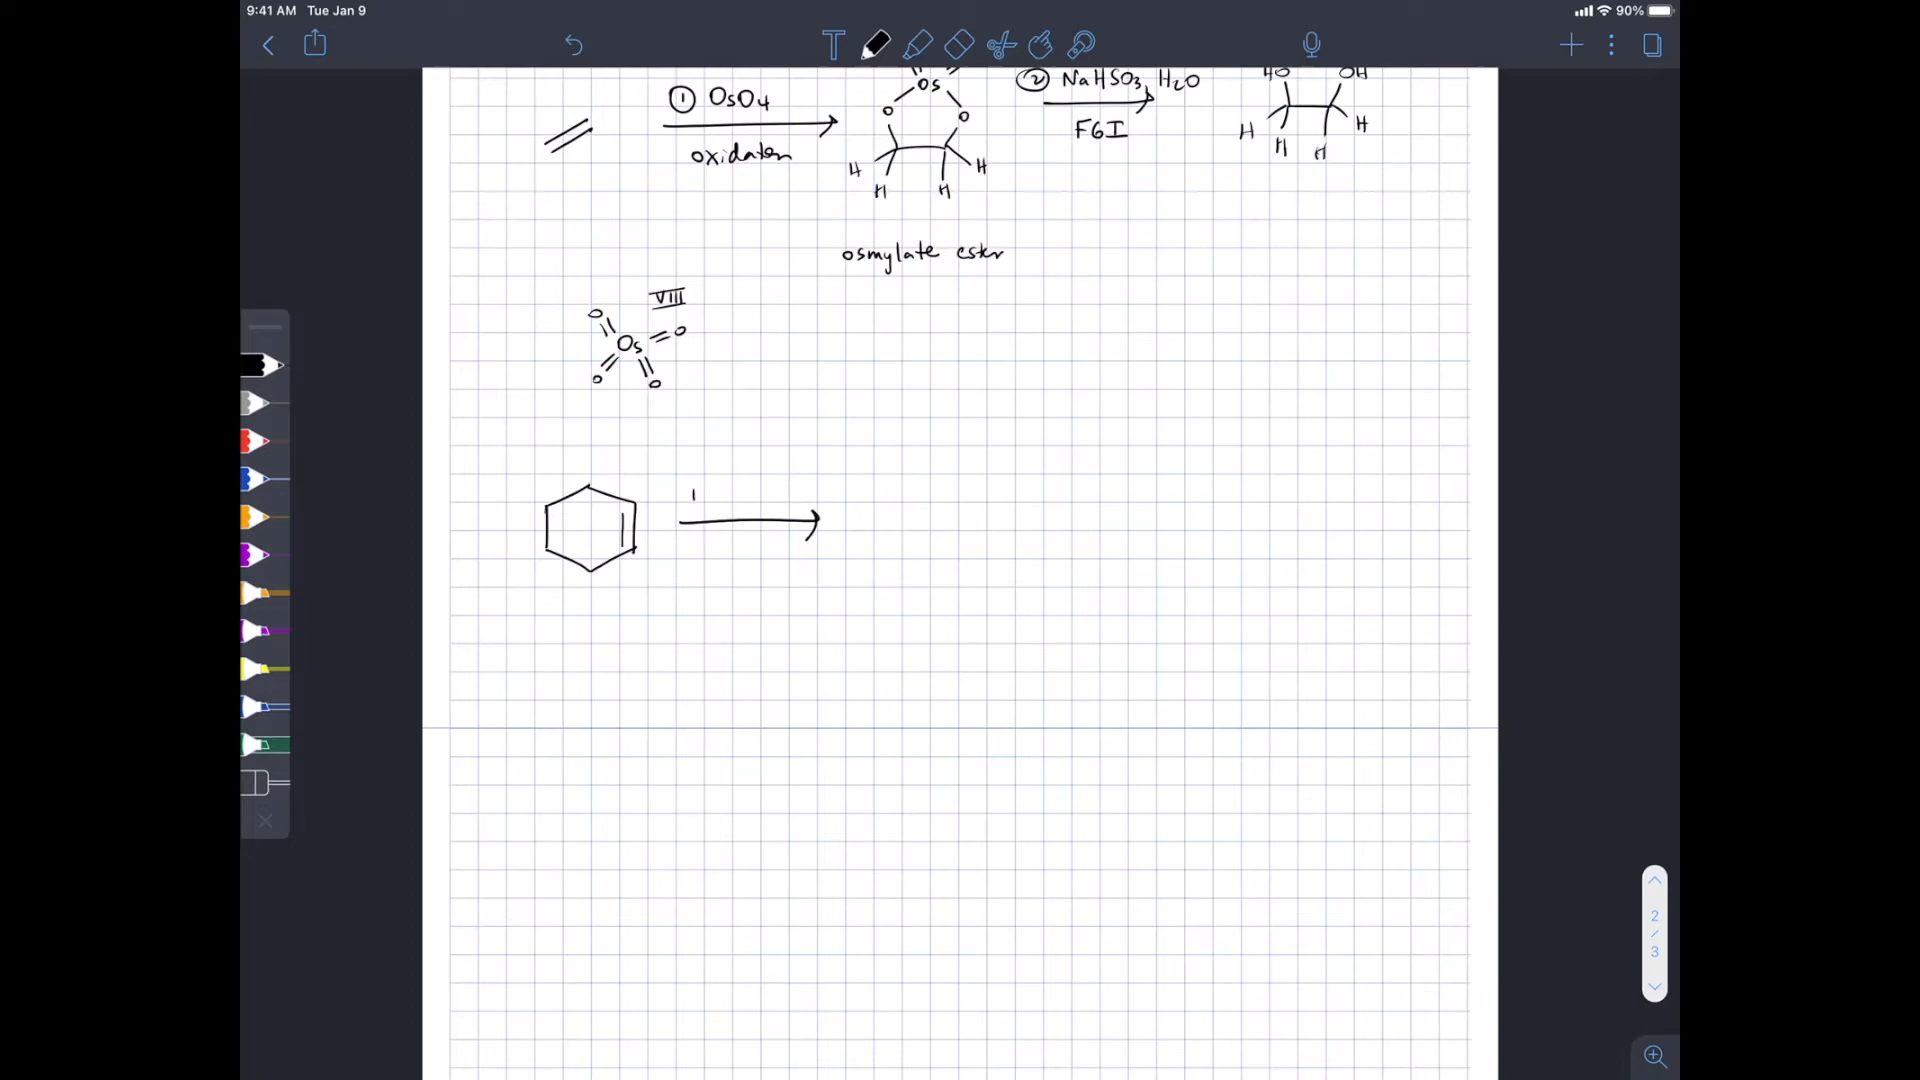 9:41 AM Tue Jan 9
90%
T
① OsO4
oxidaton
Os
O
O
H
H
H
H
② NaHSO3, H2O
FGI
HO
OH
H
H
H
H
osmylate ester
VIII
O
O
Os
O
O
1
2
/
3